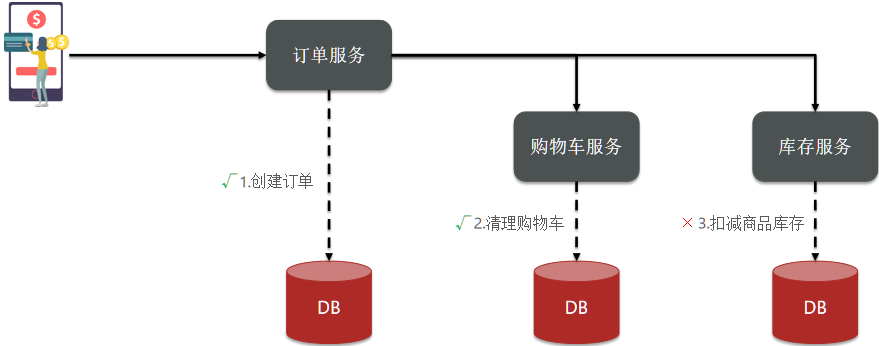 $
$
$
订单服务
购物车服务
库存服务
√ 1.创建订单
√ 2.清理购物车
× 3.扣减商品库存
DB
DB
DB